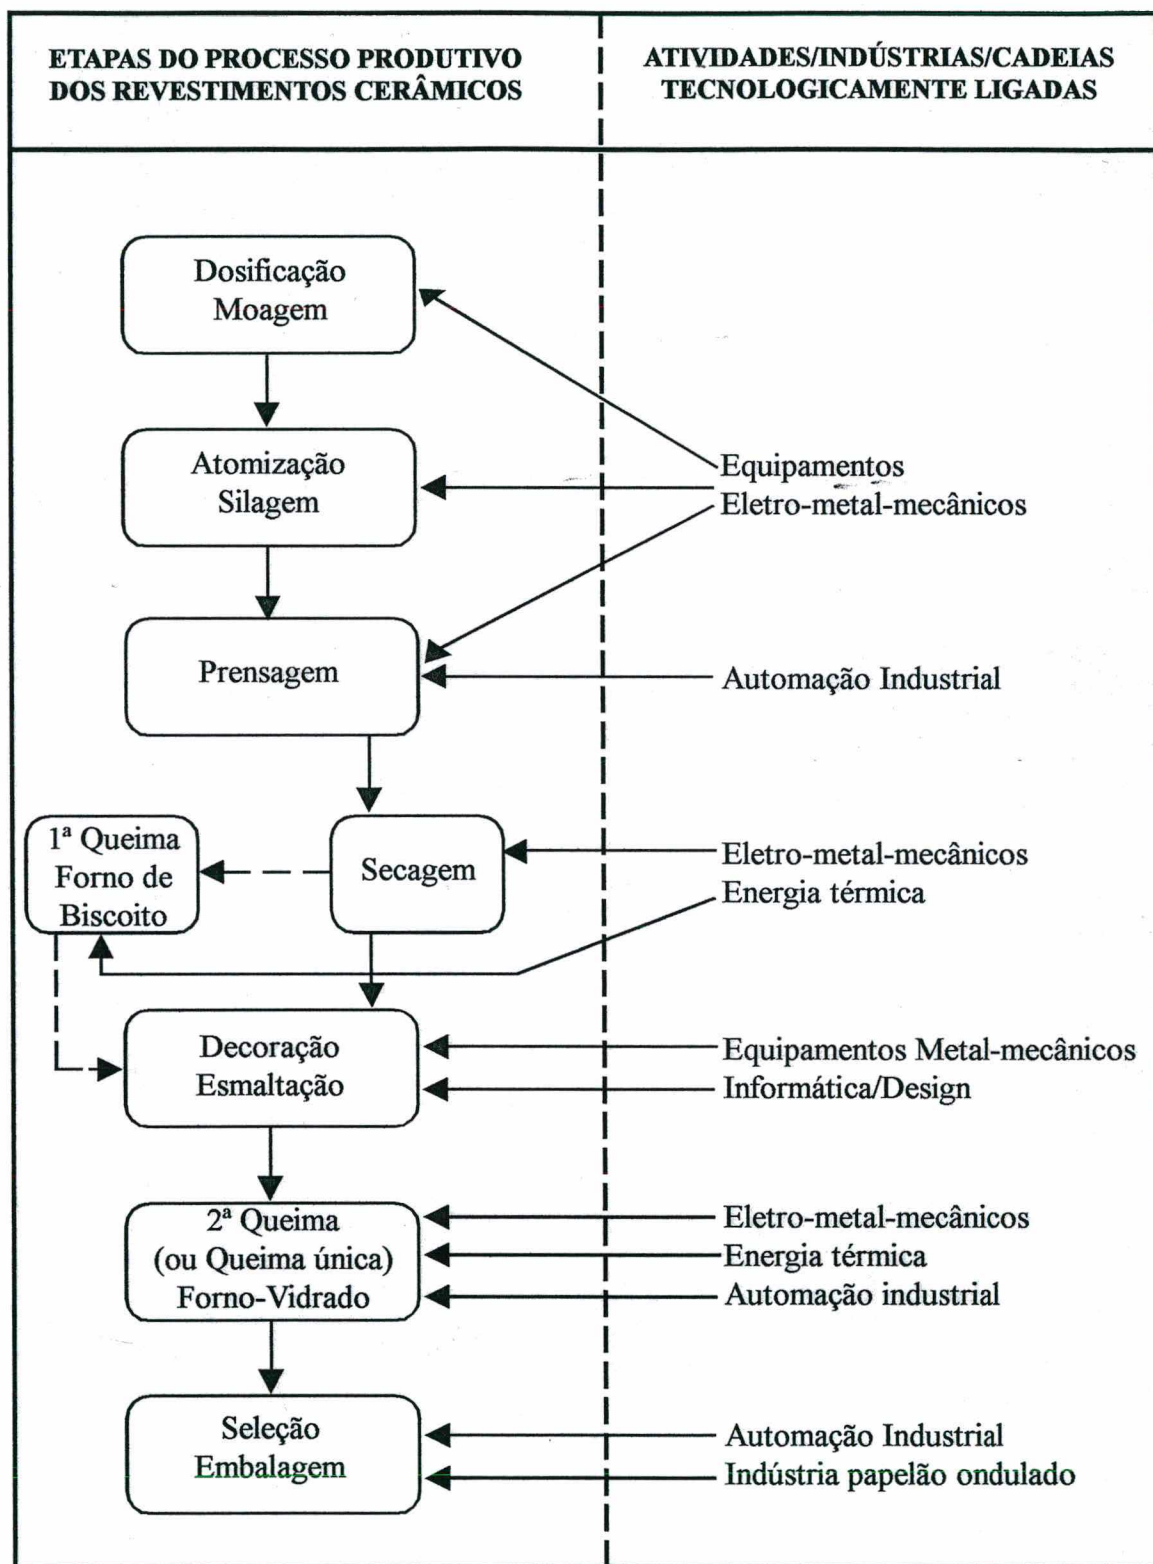 ETAPAS DO PROCESSO PRODUTIVO
DOS REVESTIMENTOS CERÂMICOS
ATIVIDADES/INDÚSTRIAS/CADEIAS
TECNOLOGICAMENTE LIGADAS
Dosificação
Moagem
Atomização
Silagem
Equipamentos
Eletro-metal-mecânicos
Prensagem
Automação Industrial
1ª Queima
Forno de
Biscoito
Secagem
Eletro-metal-mecânicos
Energia térmica
Decoração
Esmaltação
Equipamentos Metal-mecânicos
Informática/Design
2ª Queima
(ou Queima única)
Forno-Vidrado
Eletro-metal-mecânicos
Energia térmica
Automação industrial
Seleção
Embalagem
Automação Industrial
Indústria papelão ondulado